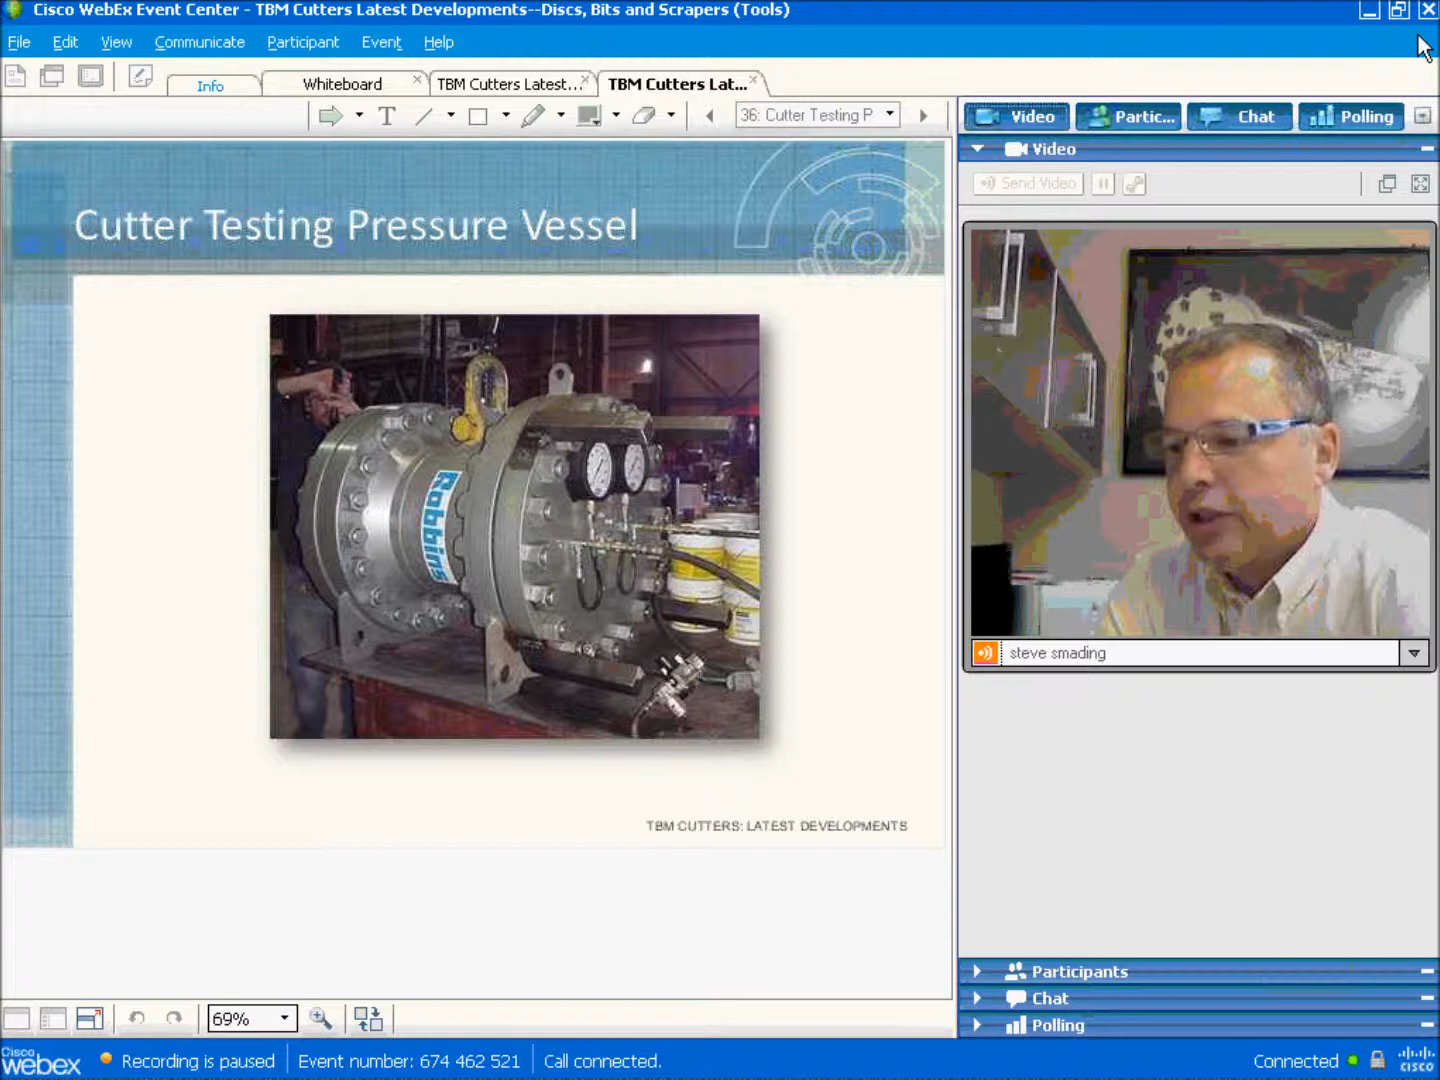 Cisco WebEx Event Center - TBM Cutters Latest Developments--Discs, Bits and Scrapers (Tools)
File Edit View Communicate Participant Event Help
Info Whiteboard TBM Cutters Latest... TBM Cutters Lat...
T 36: Cutter Testing P Video Partic... Chat Polling
Video
Send Video
Cutter Testing Pressure Vessel
Robbins
steve smading
TBM CUTTERS: LATEST DEVELOPMENTS
Participants
Chat
Polling
69%
Cisco webex Recording is paused Event number: 674 462 521 Call connected. Connected cisco